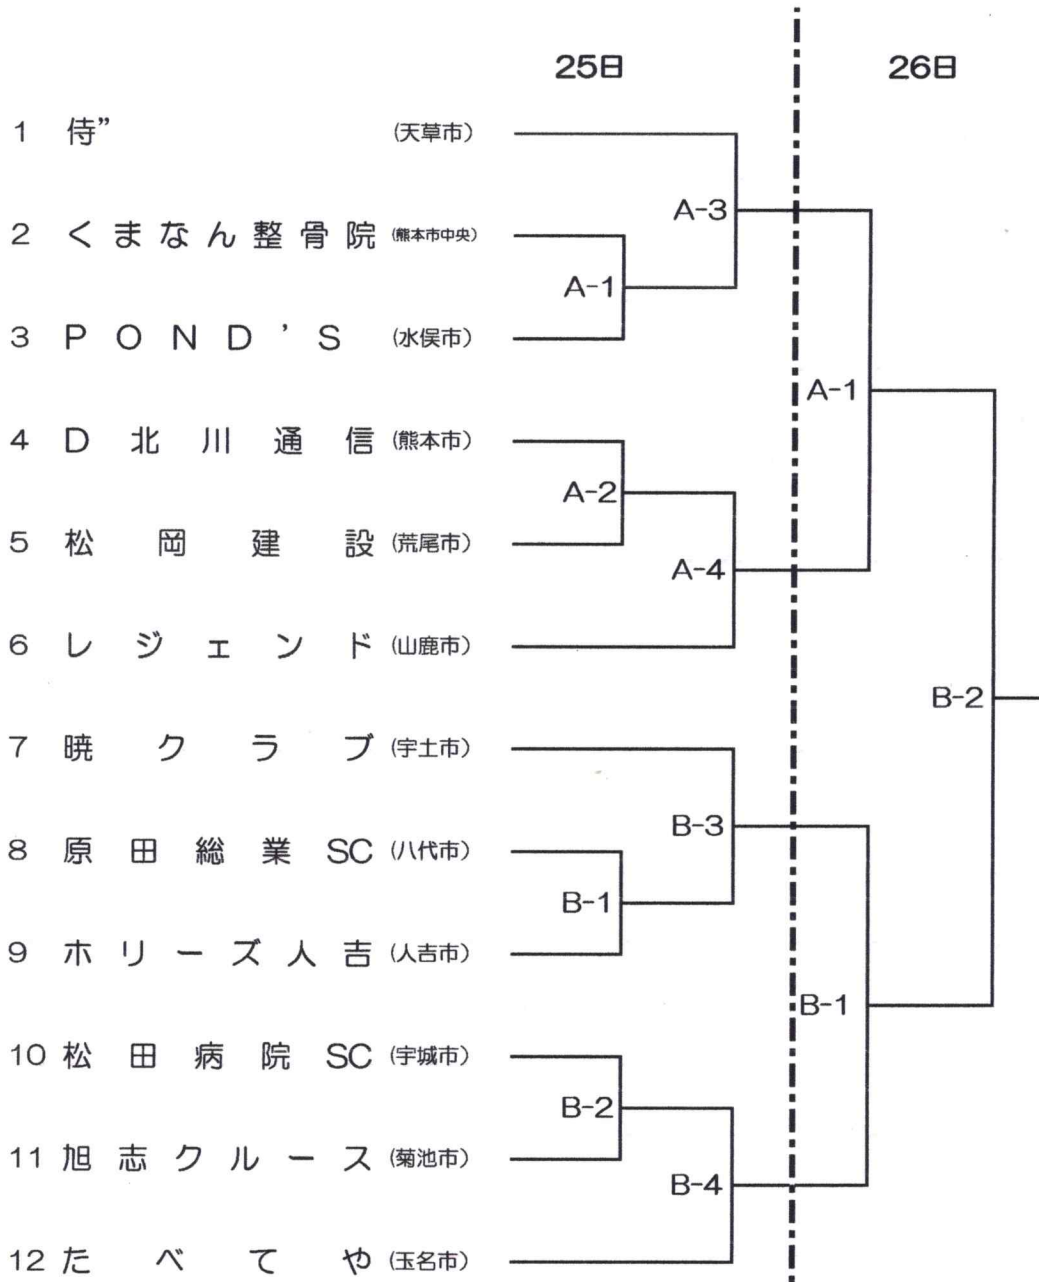 25日 26日
1 侍” (天草市)
A-3
2 くまなん整骨院 (熊本市中央)
A-1
3 POND'S (水俣市)
A-1
4 D北川通信 (熊本市)
A-2
5 松岡建設 (荒尾市)
A-4
6 レジェンド (山鹿市)
B-2
7 暁クラブ (宇土市)
B-3
8 原田総業SC (八代市)
B-1
9 ホリーズ人吉 (人吉市)
B-1
10 松田病院SC (宇城市)
B-2
11 旭志クルース (菊池市)
B-4
12 たべてや (玉名市)